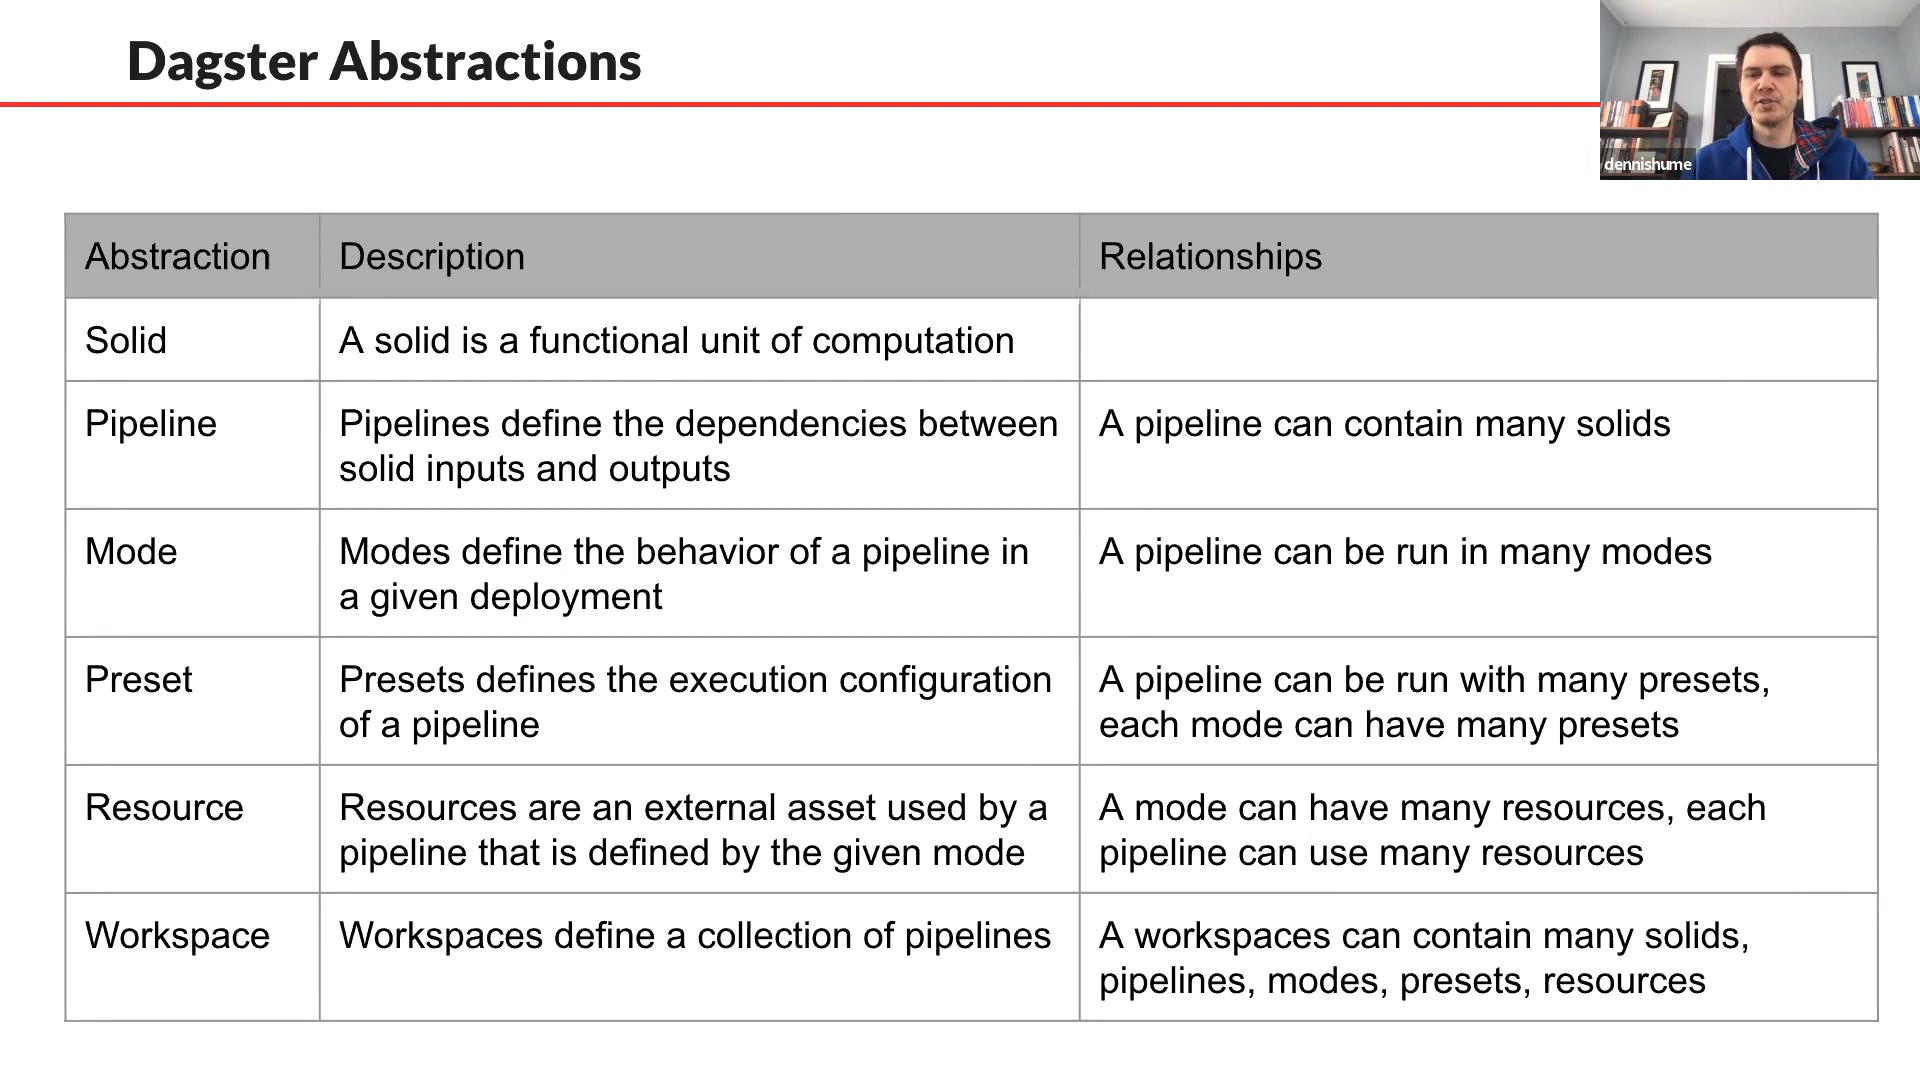 Dagster Abstractions
dennishume
Abstraction
Description
Relationships
Solid
A solid is a functional unit of computation
Pipeline
Pipelines define the dependencies between
solid inputs and outputs
A pipeline can contain many solids
Mode
Modes define the behavior of a pipeline in
a given deployment
A pipeline can be run in many modes
Preset
Presets defines the execution configuration
of a pipeline
A pipeline can be run with many presets,
each mode can have many presets
Resource
Resources are an external asset used by a
pipeline that is defined by the given mode
A mode can have many resources, each
pipeline can use many resources
Workspace
Workspaces define a collection of pipelines
A workspaces can contain many solids,
pipelines, modes, presets, resources